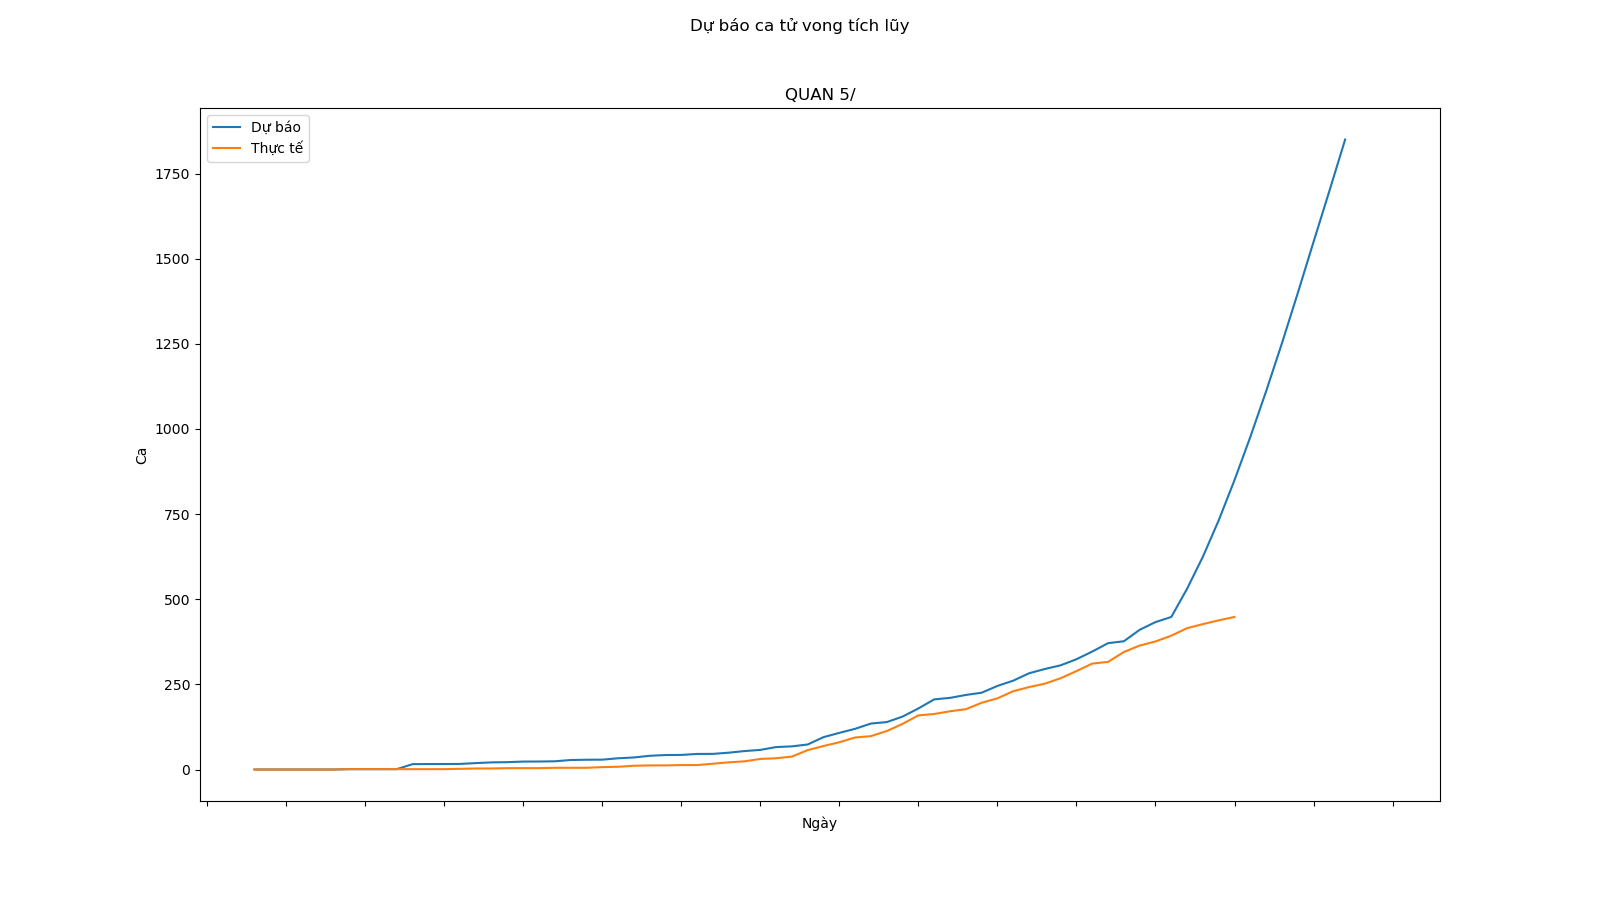 Dự báo ca tử vong tích lũy
QUAN 5/
Dự báo
Thực tế
1750
1500
1250
1000
750
500
250
0
Ca
Ngày